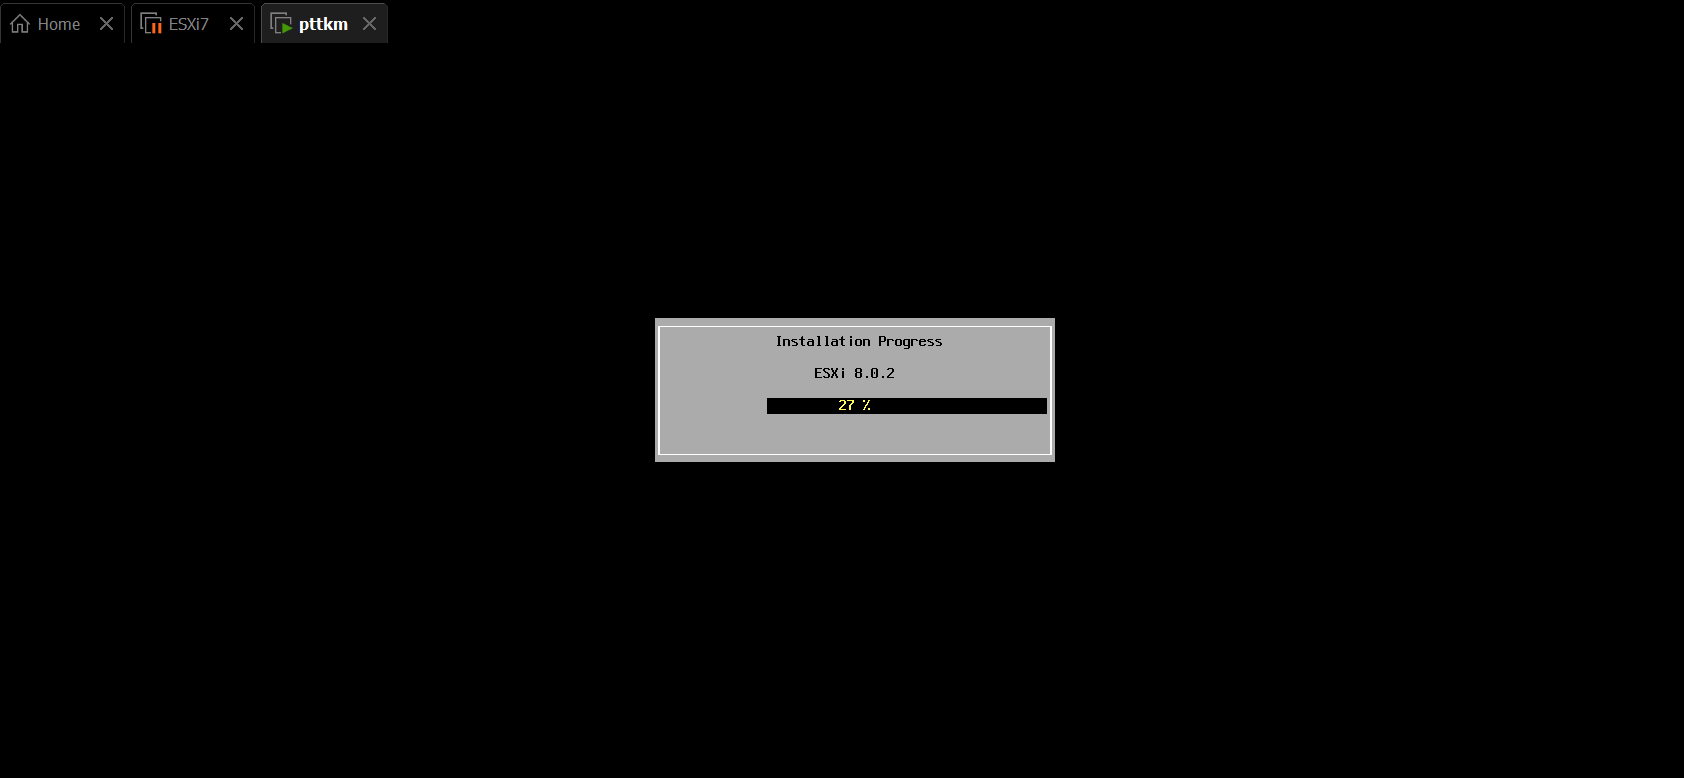 Home ESXi7 pttkm
Installation Progress
ESXi 8.0.2
27 %